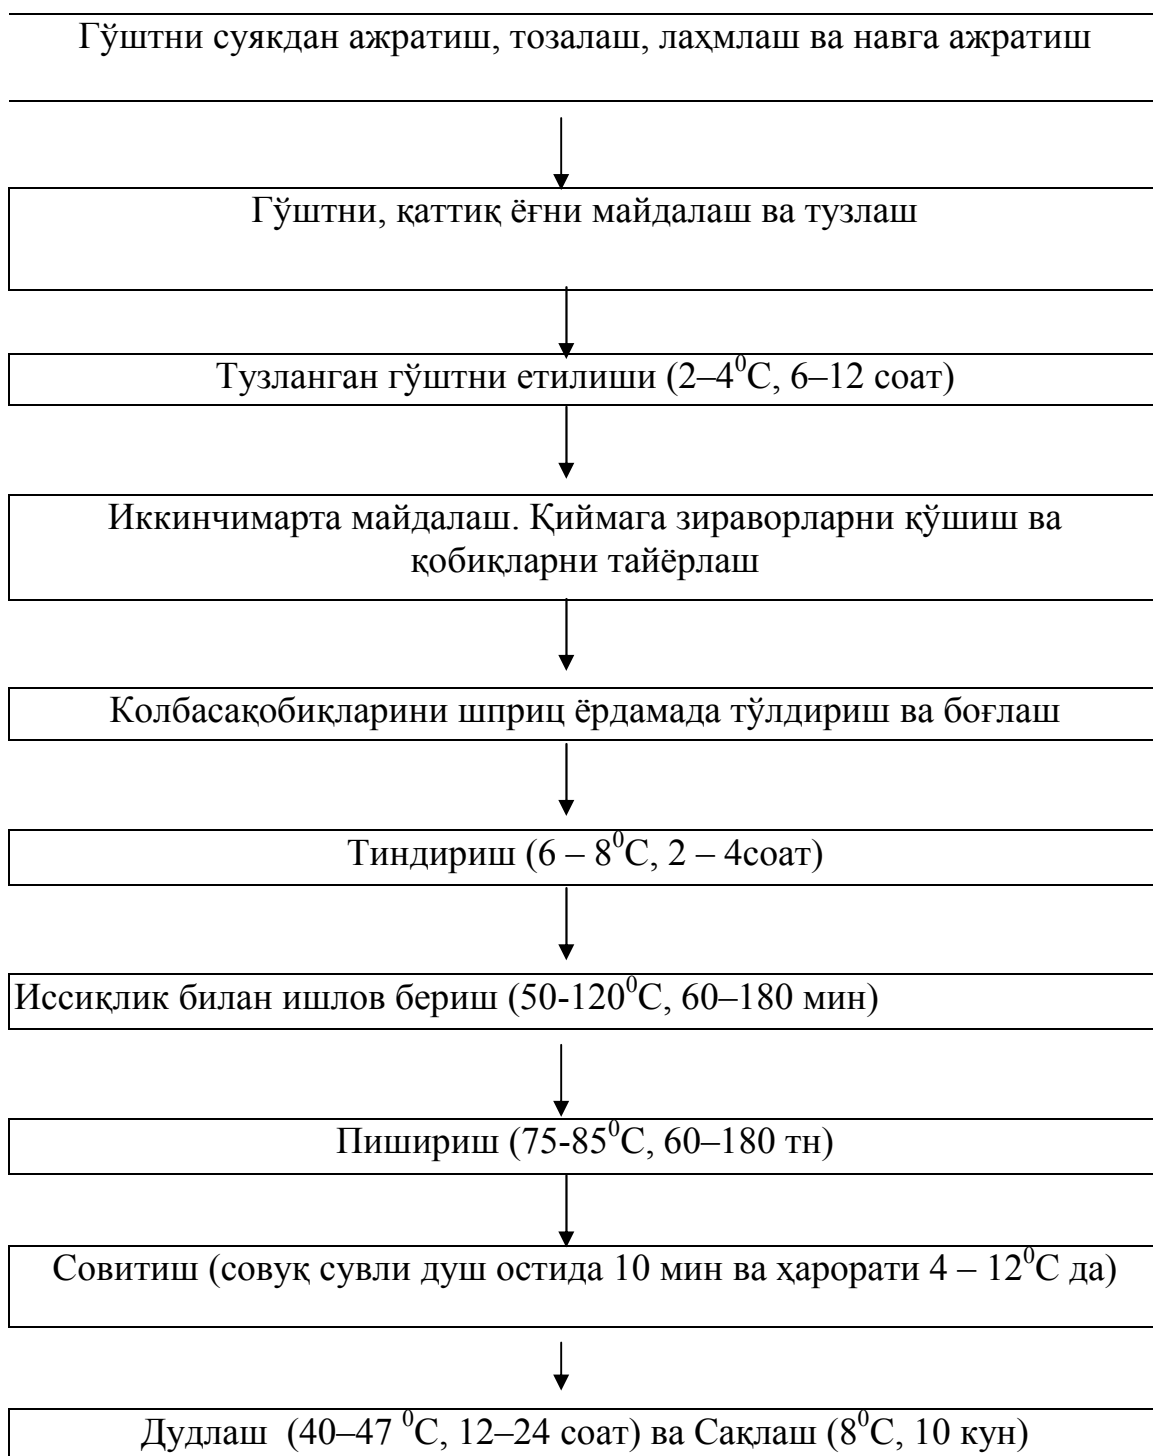 Гўштни суякдан ажратиш, тозалаш, лаҳмлаш ва навга ажратиш
Гўштни, қаттиқ ёғни майдалаш ва тузлаш
Тузланган гўштни етилиши (2–4⁰С, 6–12 соат)
Иккинчимарта майдалаш. Қиймага зираворларни қўшиш ва
қобиқларни тайёрлаш
Колбасақобиқларини шприц ёрдамада тўлдириш ва боғлаш
Тиндириш (6 – 8⁰С, 2 – 4соат)
Иссиқлик билан ишлов бериш (50-120⁰С, 60–180 мин)
Пишириш (75-85⁰С, 60–180 тн)
Совитиш (совуқ сувли душ остида 10 мин ва ҳарорати 4 – 12⁰С да)
Дудлаш (40–47 ⁰С, 12–24 соат) ва Сақлаш (8⁰С, 10 кун)